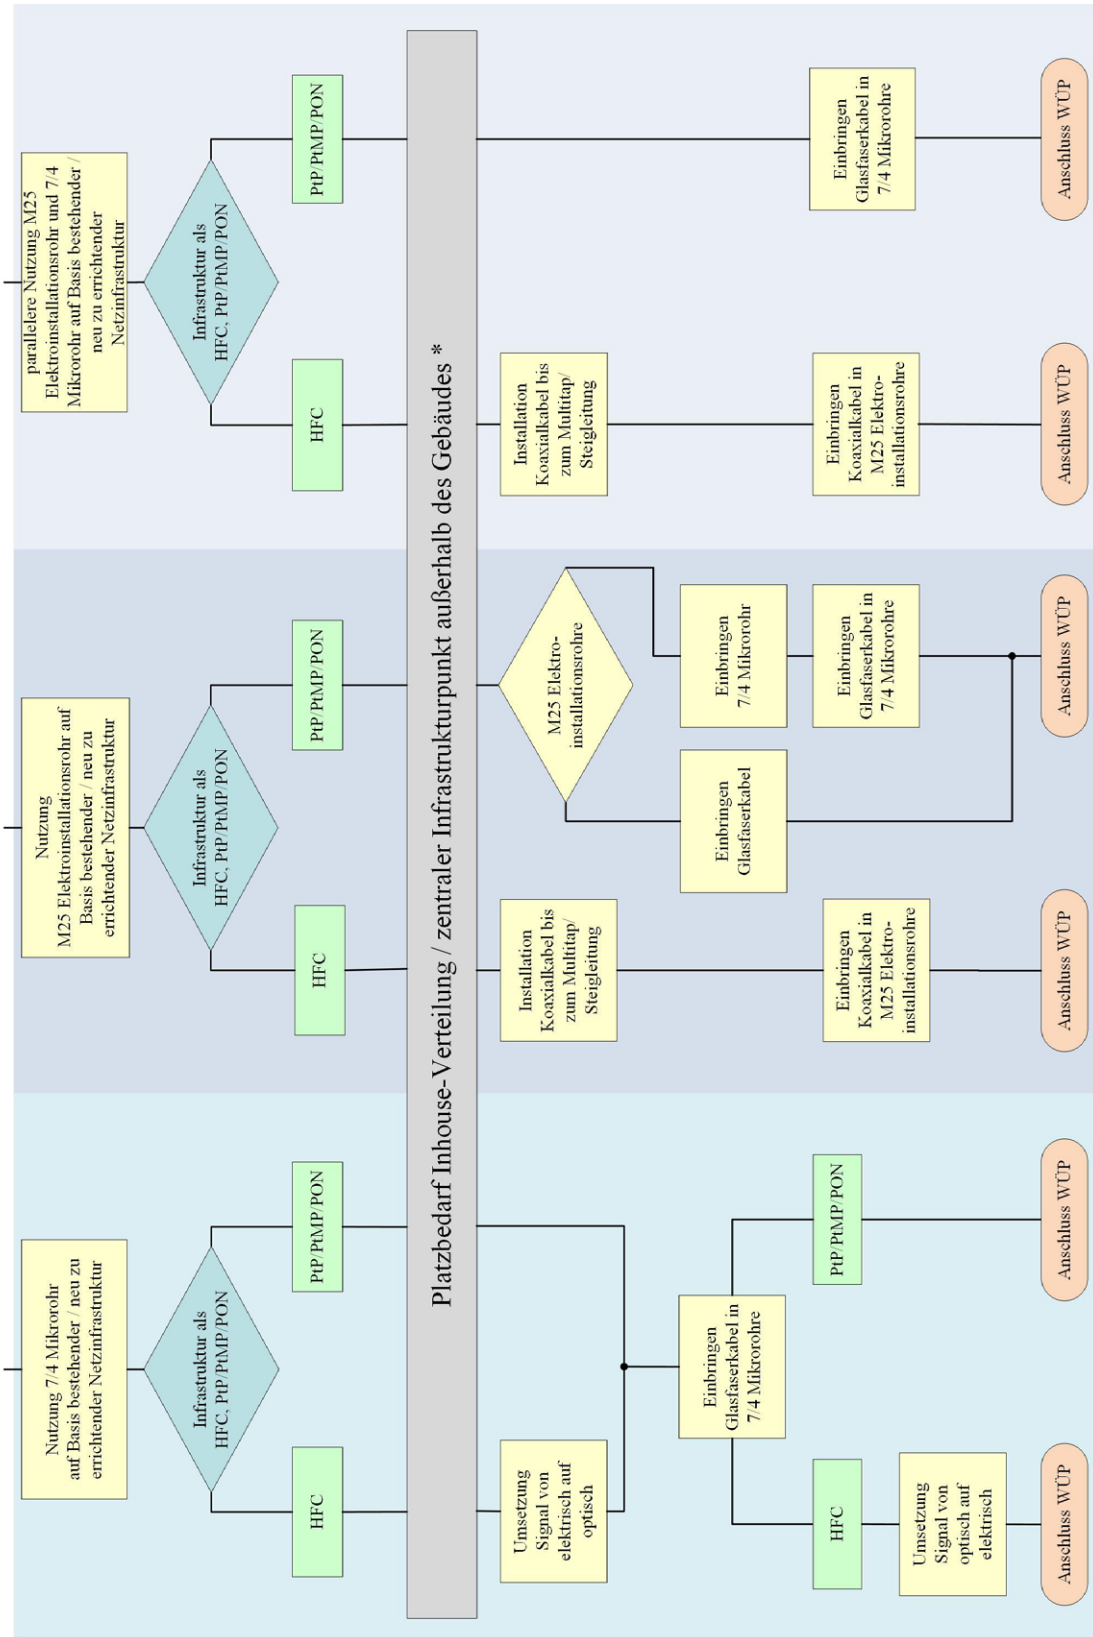 Nutzung 7/4 Mikrorohr
auf Basis bestehender / neu zu
errichtender Netzinfrastruktur
Infrastruktur als
HFC, PtP/PtMP/PON
HFC
PtP/PtMP/PON
Nutzung
M25 Elektroinstallationsrohr auf
Basis bestehender / neu zu
errichtender Netzinfrastruktur
Infrastruktur als
HFC, PtP/PtMP/PON
HFC
PtP/PtMP/PON
parallelere Nutzung M25
Elektroinstallationsrohr und 7/4
Mikrorohr auf Basis bestehender /
neu zu errichtender
Netzinfrastruktur
Infrastruktur als
HFC, PtP/PtMP/PON
HFC
PtP/PtMP/PON
Platzbedarf Inhouse-Verteilung / zentraler Infrastrukturpunkt außerhalb des Gebäudes *
Umsetzung
Signal von
elektrisch auf
optisch
Einbringen
Glasfaserkabel in
7/4 Mikrorohre
HFC
PtP/PtMP/PON
Umsetzung
Signal von
optisch auf
elektrisch
Anschluss WÜP
Anschluss WÜP
Installation
Koaxialkabel bis
zum Multitap/
Steigleitung
Einbringen
Koaxialkabel in
M25 Elektro-
installationsrohre
Anschluss WÜP
M25 Elektro-
installationsrohre
Einbringen
Glasfaserkabel
Einbringen
7/4 Mikrorohr
Einbringen
Glasfaserkabel in
7/4 Mikrorohre
Anschluss WÜP
Installation
Koaxialkabel bis
zum Multitap/
Steigleitung
Einbringen
Koaxialkabel in
M25 Elektro-
installationsrohre
Anschluss WÜP
Einbringen
Glasfaserkabel in
7/4 Mikrorohre
Anschluss WÜP